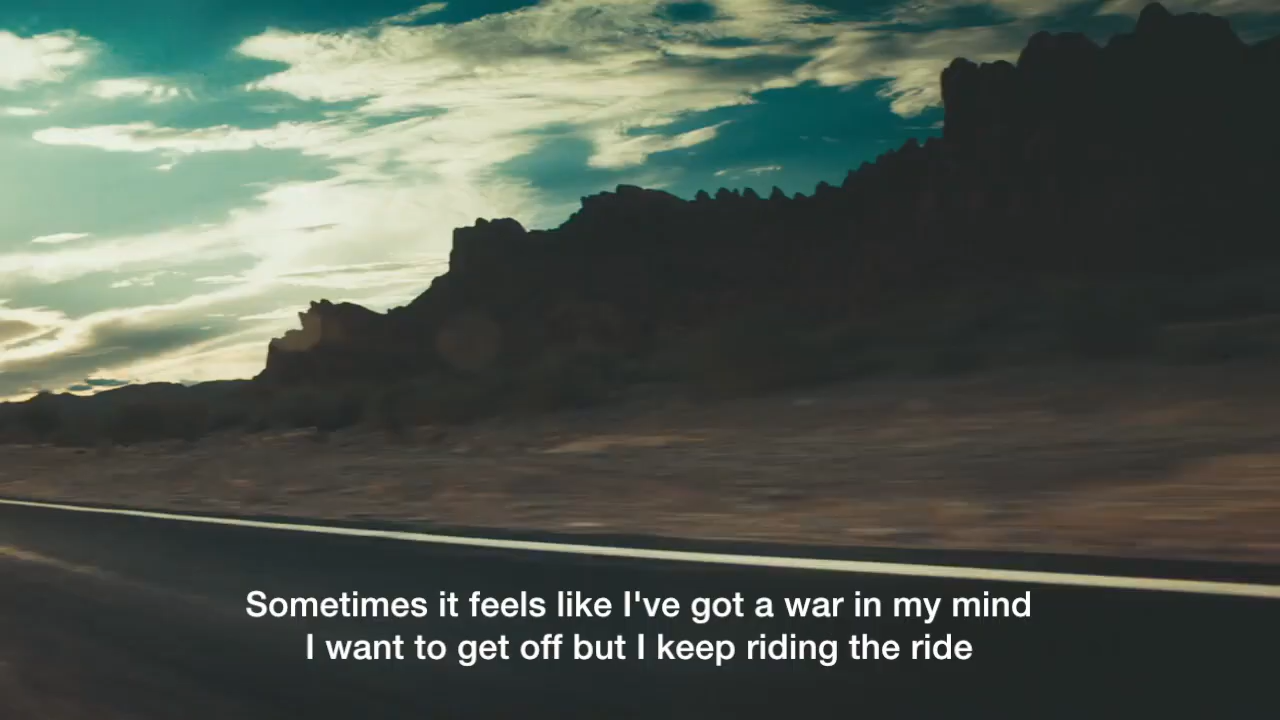 Sometimes it feels like I've got a war in my mind
I want to get off but I keep riding the ride